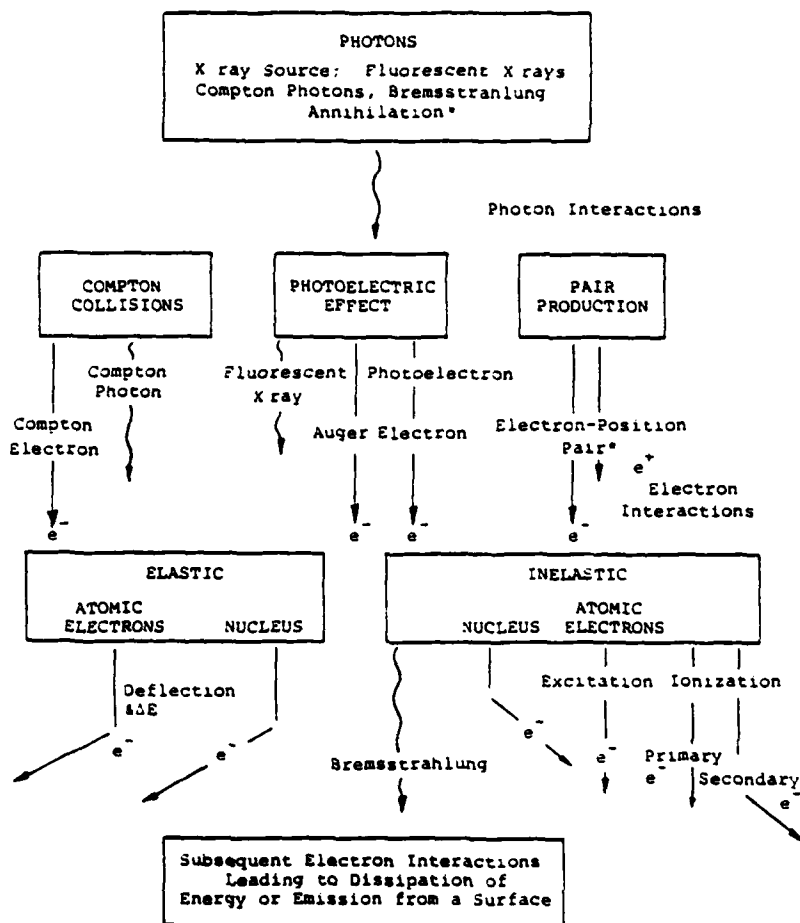 PHOTONS
X ray Source; Fluorescent X rays
Compton Photons, Bremsstranlung
Annihilation*
Photon Interactions
COMPTON
COLLISIONS
PHOTOELECTRIC
EFFECT
PAIR
PRODUCTION
Compton
Photon
Fluorescent
X ray
Photoelectron
Compton
Electron
Auger Electron
Electron-Position
Pair*
e+
Electron
Interactions
e-
e-
e-
e-
ELASTIC
ATOMIC
ELECTRONS
NUCLEUS
INELASTIC
NUCLEUS
ATOMIC
ELECTRONS
Deflection
&ΔE
e-
e-
Excitation
Ionization
e-
e-
Bremsstrahlung
Primary
e-
Secondary
e-
Subsequent Electron Interactions
Leading to Dissipation of
Energy or Emission from a Surface